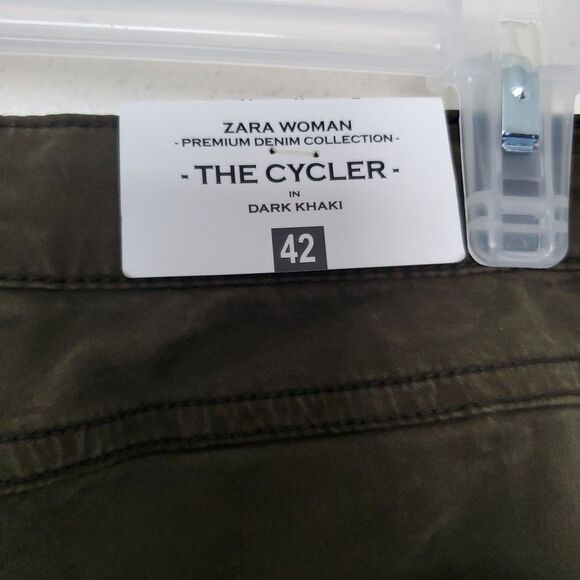 ZARA WOMAN
- PREMIUM DENIM COLLECTION -
- THE CYCLER -
IN
DARK KHAKI
42